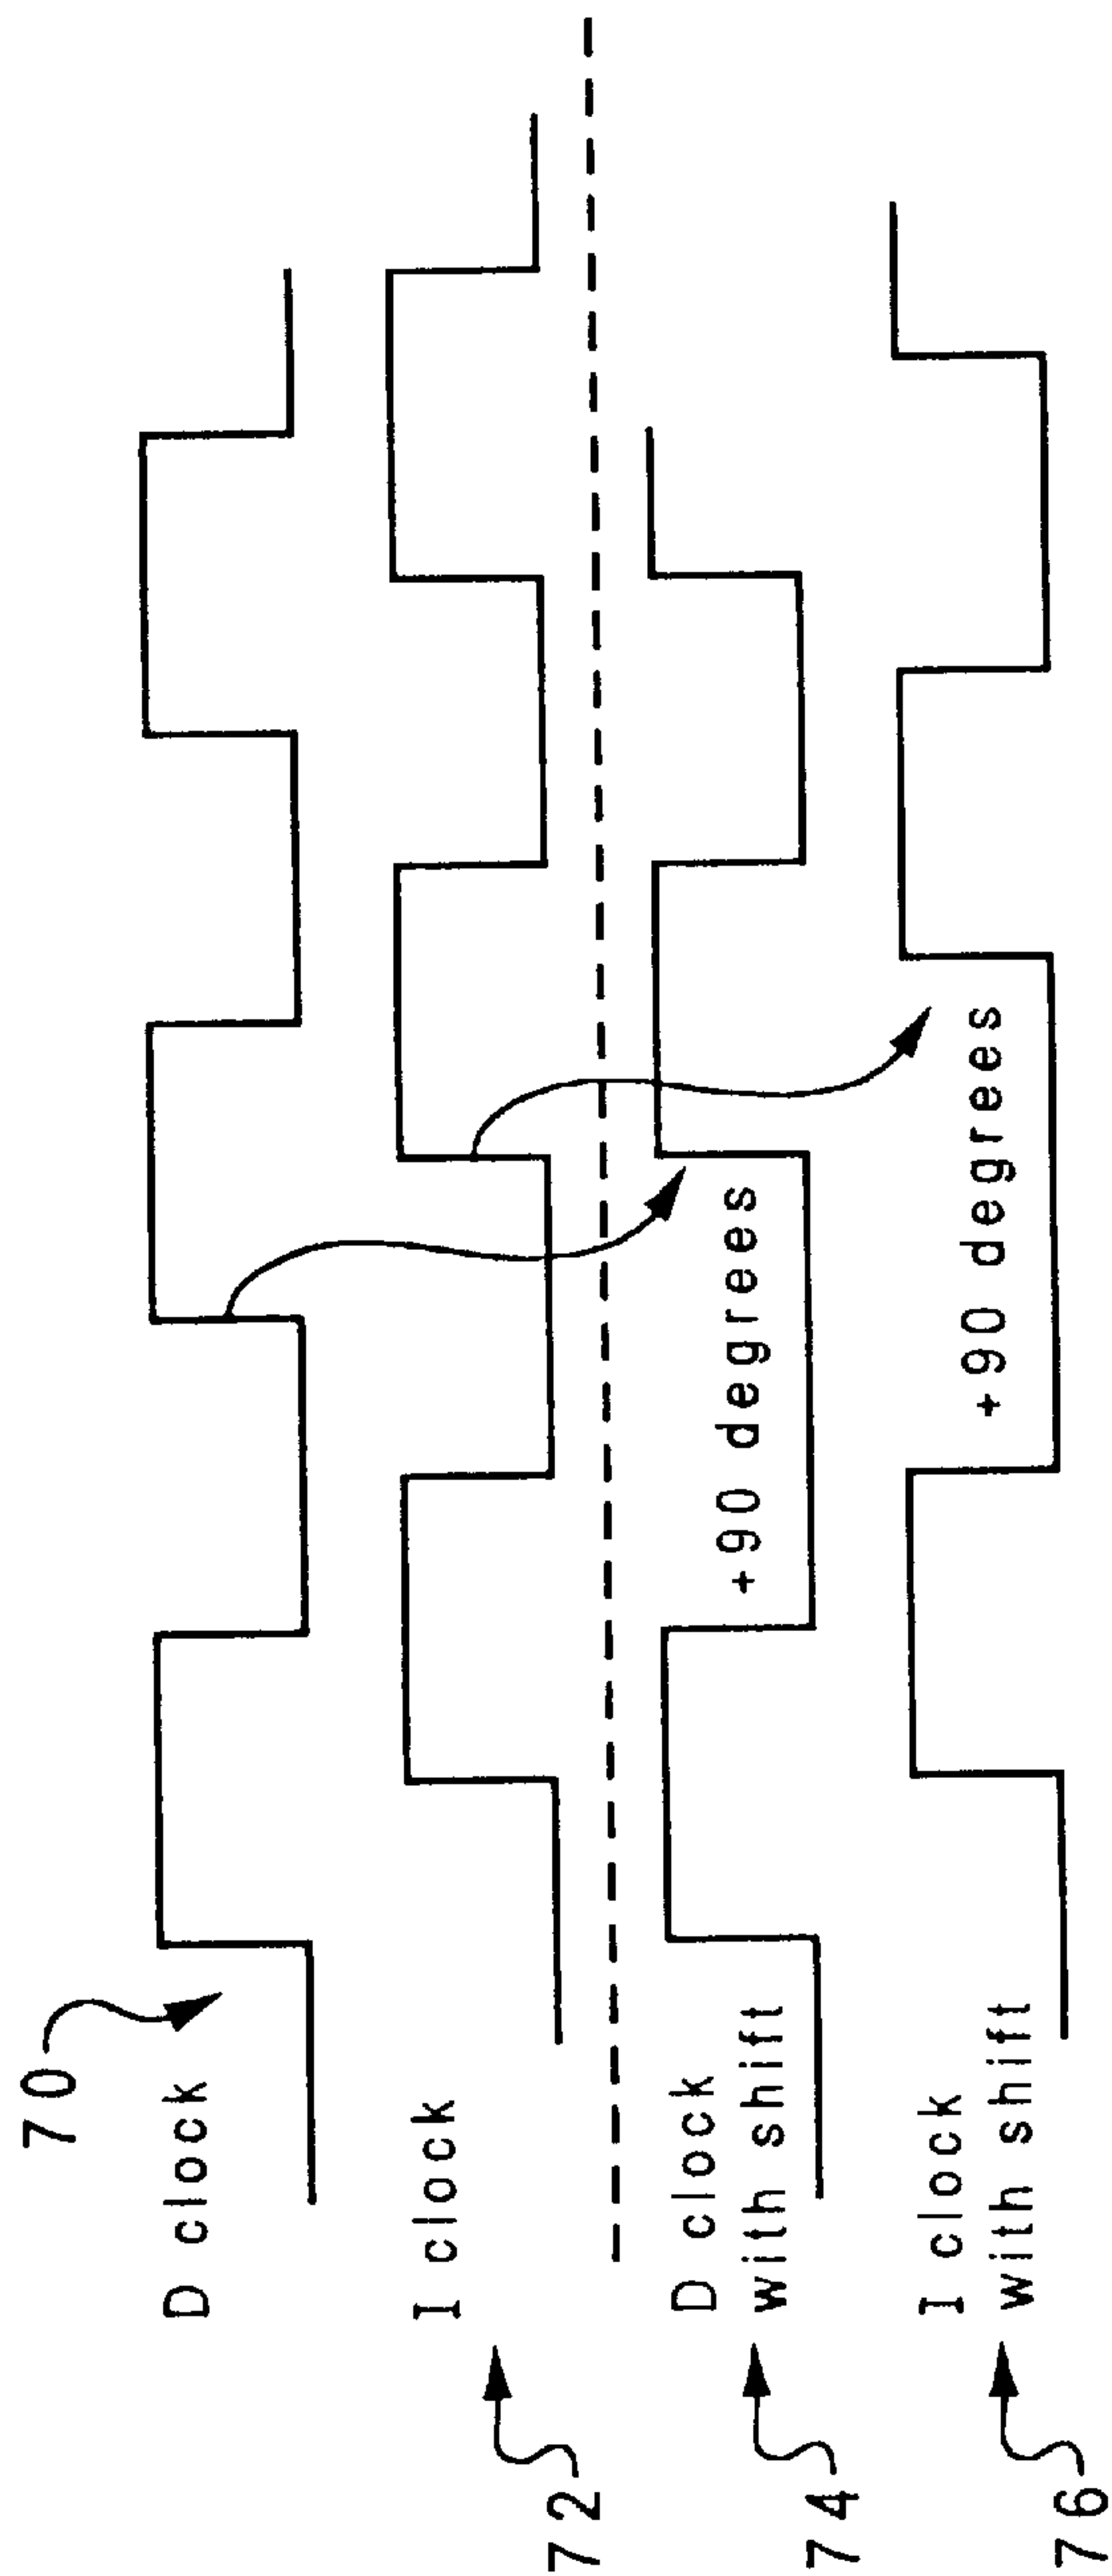 70
D clock
I clock
72
D clock
with shift
74
+90 degrees
I clock
with shift
76
+90 degrees